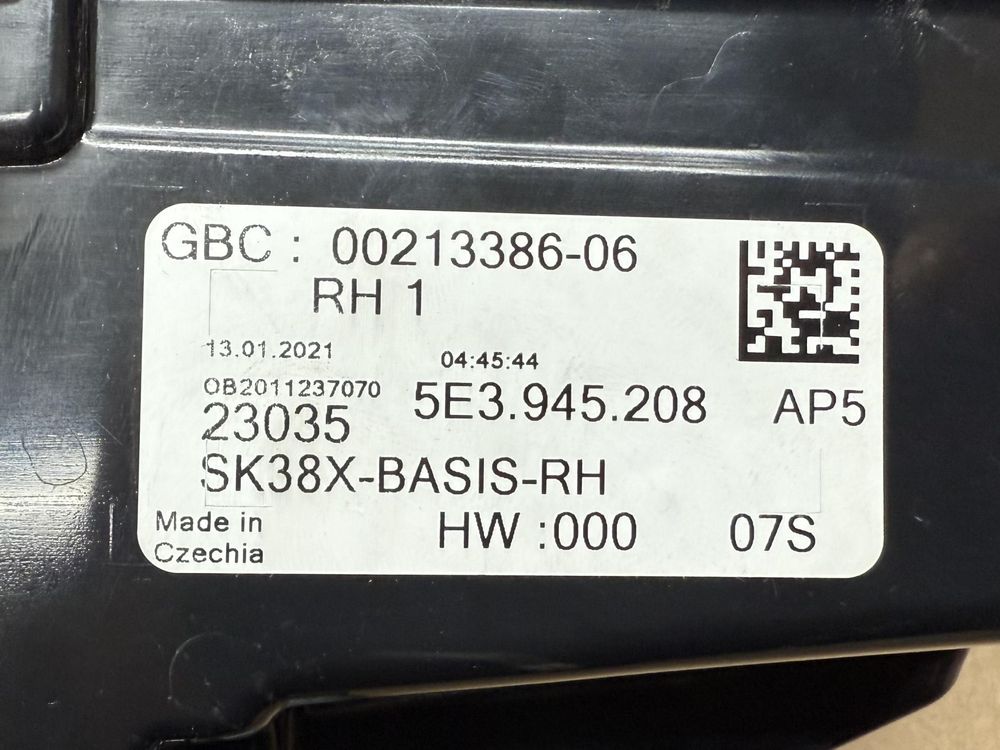 GBC : 00213386-06
RH 1
13.01.2021 04:45:44
OB2011237070 5E3.945.208 AP5
23035
SK38X-BASIS-RH
Made in HW :000 07S
Czechia